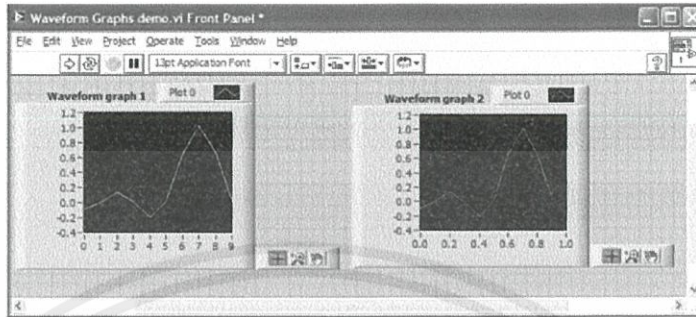 Waveform Graphs demo.vi Front Panel *
File Edit View Project Operate Tools Window Help
13pt Application Font
Waveform graph 1 Plot 0
1.2
1.0
0.8
0.6
0.4
0.2
0.0
-0.2
-0.4
0 1 2 3 4 5 6 7 8 9
Waveform graph 2 Plot 0
1.2
1.0
0.8
0.6
0.4
0.2
0.0
-0.2
-0.4
0.0 0.2 0.4 0.6 0.8 1.0